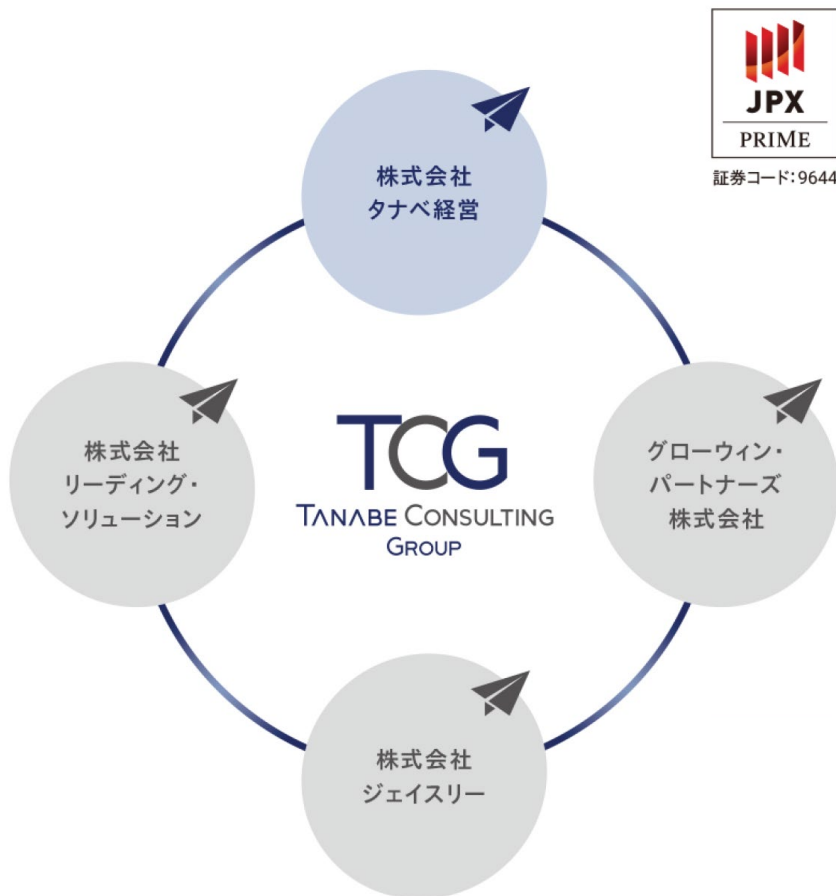 JPX
PRIME
証券コード：9644
株式会社
タナベ経営
株式会社
リーディング・
ソリューション
TCG
TANABE CONSULTING
GROUP
グローウィン・
パートナーズ
株式会社
株式会社
ジェイスリー